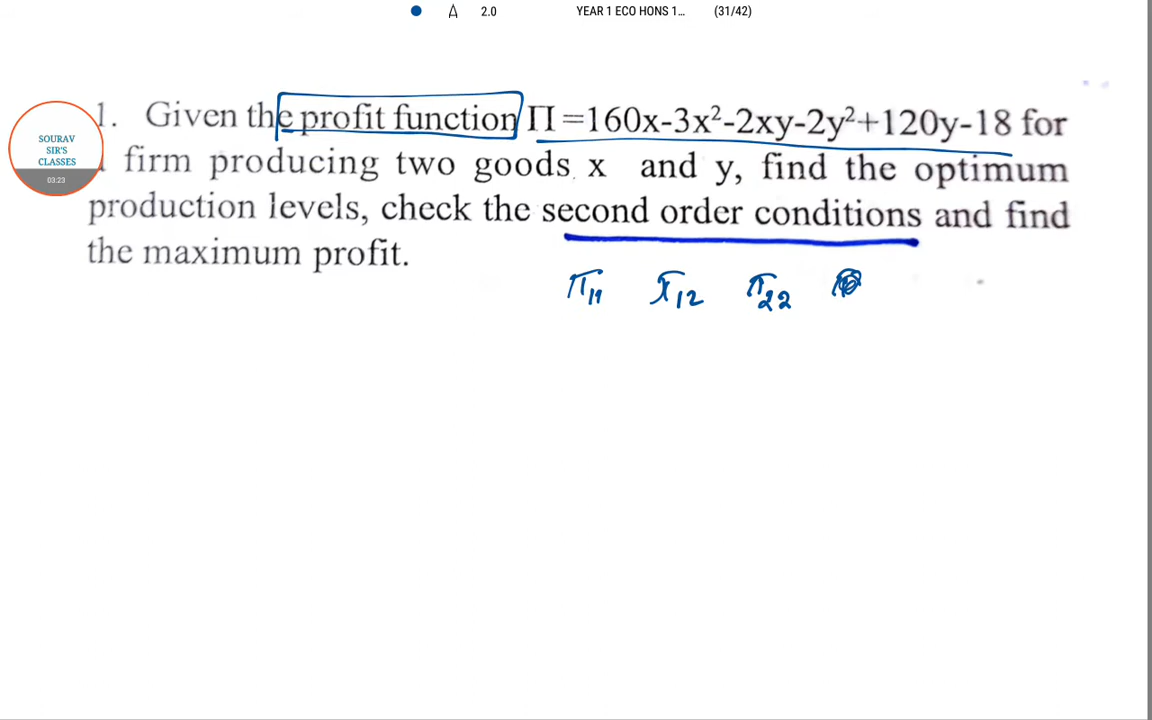 2.0 YEAR 1 ECO HONS 1... (31/42)
SOURAV
SIR'S
CLASSES
03:23
1. Given the profit function Π=160x-3x²-2xy-2y²+120y-18 for
firm producing two goods x and y, find the optimum
production levels, check the second order conditions and find
the maximum profit.
π11 π12 π22